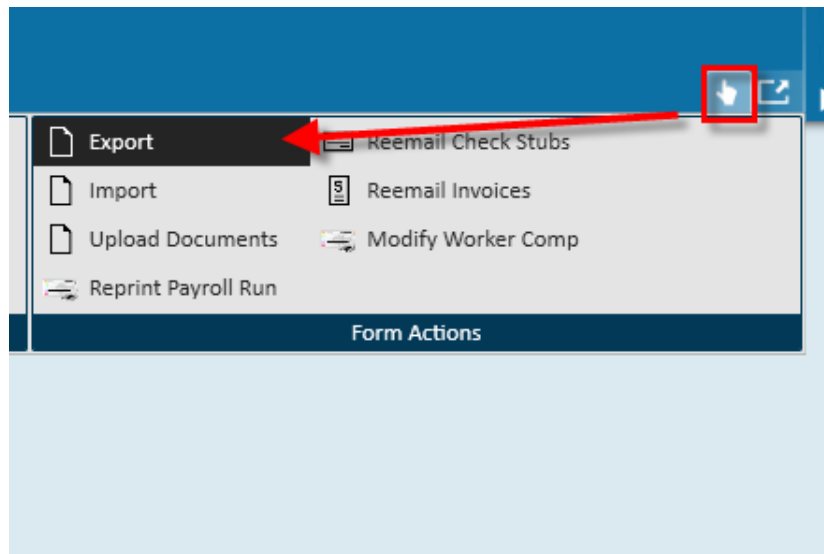 Export
Reemail Check Stubs
Import
Reemail Invoices
Upload Documents
Modify Worker Comp
Reprint Payroll Run
Form Actions